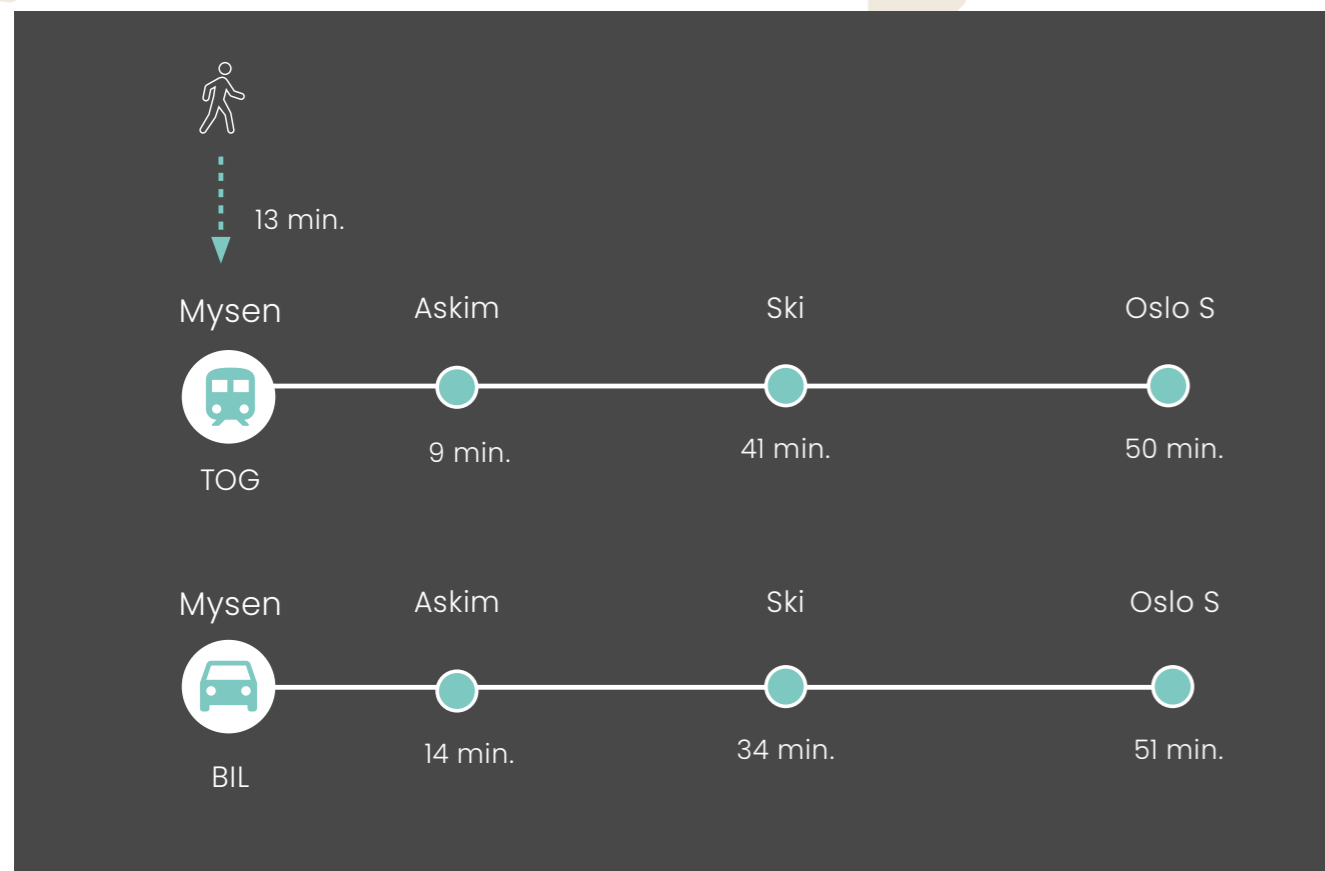 13 min.
Mysen Askim Ski Oslo S
9 min. 41 min. 50 min.
TOG
Mysen Askim Ski Oslo S
14 min. 34 min. 51 min.
BIL